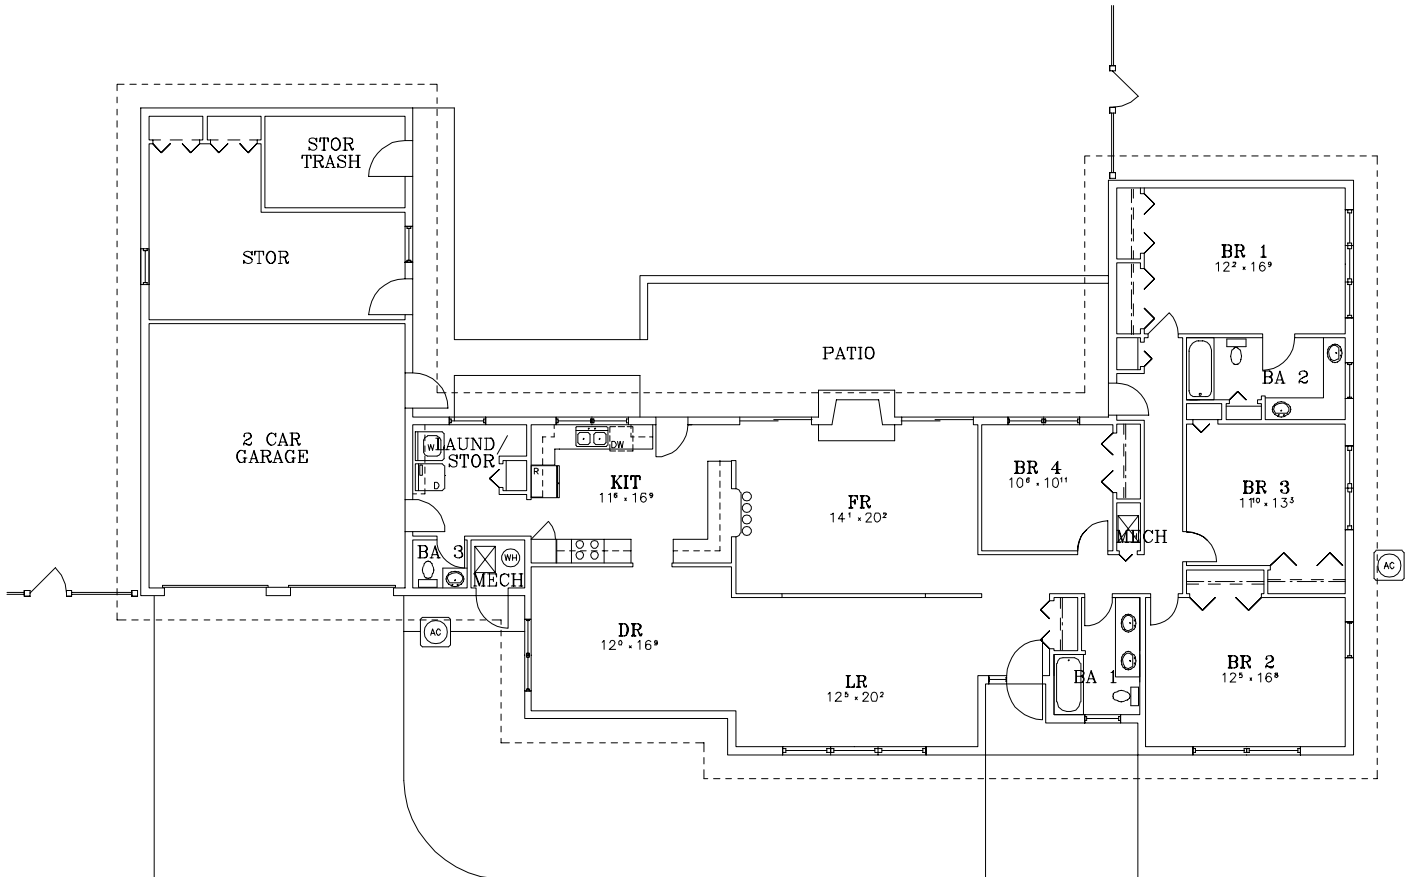 STOR
TRASH
STOR
BR 1
12² x 16⁹
PATIO
BA 2
2 CAR
GARAGE
W
LAUND/
STOR
D
R
DW
KIT
11⁶ x 16⁹
FR
14¹ x 20²
BR 4
10⁶ x 10¹¹
BR 3
11¹⁰ x 13³
MECH
BA 3
WH
MECH
AC
AC
DR
12⁰ x 16⁹
LR
12⁵ x 20²
BA 1
BR 2
12⁵ x 16⁸